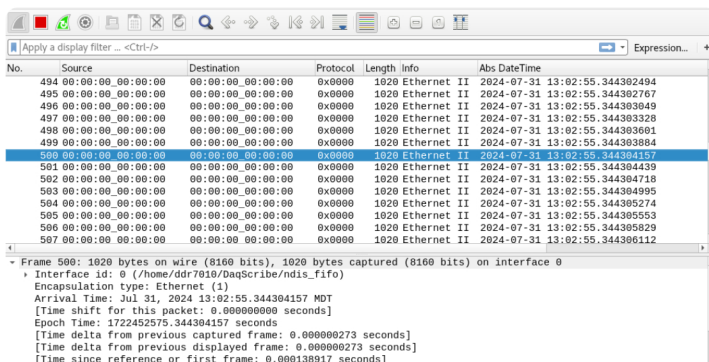 Apply a display filter ... <Ctrl-/>
Expression...
+
No. Source Destination Protocol Length Info Abs DateTime
494 00:00:00_00:00:00 00:00:00_00:00:00 0x0000 1020 Ethernet II 2024-07-31 13:02:55.344302494
495 00:00:00_00:00:00 00:00:00_00:00:00 0x0000 1020 Ethernet II 2024-07-31 13:02:55.344302767
496 00:00:00_00:00:00 00:00:00_00:00:00 0x0000 1020 Ethernet II 2024-07-31 13:02:55.344303049
497 00:00:00_00:00:00 00:00:00_00:00:00 0x0000 1020 Ethernet II 2024-07-31 13:02:55.344303328
498 00:00:00_00:00:00 00:00:00_00:00:00 0x0000 1020 Ethernet II 2024-07-31 13:02:55.344303601
499 00:00:00_00:00:00 00:00:00_00:00:00 0x0000 1020 Ethernet II 2024-07-31 13:02:55.344303884
500 00:00:00_00:00:00 00:00:00_00:00:00 0x0000 1020 Ethernet II 2024-07-31 13:02:55.344304157
501 00:00:00_00:00:00 00:00:00_00:00:00 0x0000 1020 Ethernet II 2024-07-31 13:02:55.344304439
502 00:00:00_00:00:00 00:00:00_00:00:00 0x0000 1020 Ethernet II 2024-07-31 13:02:55.344304718
503 00:00:00_00:00:00 00:00:00_00:00:00 0x0000 1020 Ethernet II 2024-07-31 13:02:55.344304995
504 00:00:00_00:00:00 00:00:00_00:00:00 0x0000 1020 Ethernet II 2024-07-31 13:02:55.344305274
505 00:00:00_00:00:00 00:00:00_00:00:00 0x0000 1020 Ethernet II 2024-07-31 13:02:55.344305553
506 00:00:00_00:00:00 00:00:00_00:00:00 0x0000 1020 Ethernet II 2024-07-31 13:02:55.344305829
507 00:00:00_00:00:00 00:00:00_00:00:00 0x0000 1020 Ethernet II 2024-07-31 13:02:55.344306112
Frame 500: 1020 bytes on wire (8160 bits), 1020 bytes captured (8160 bits) on interface 0
Interface id: 0 (/home/ddr7010/DaqScribe/ndis_fifo)
Encapsulation type: Ethernet (1)
Arrival Time: Jul 31, 2024 13:02:55.344304157 MDT
[Time shift for this packet: 0.000000000 seconds]
Epoch Time: 1722452575.344304157 seconds
[Time delta from previous captured frame: 0.000000273 seconds]
[Time delta from previous displayed frame: 0.000000273 seconds]
[Time since reference or first frame: 0.000138917 seconds]